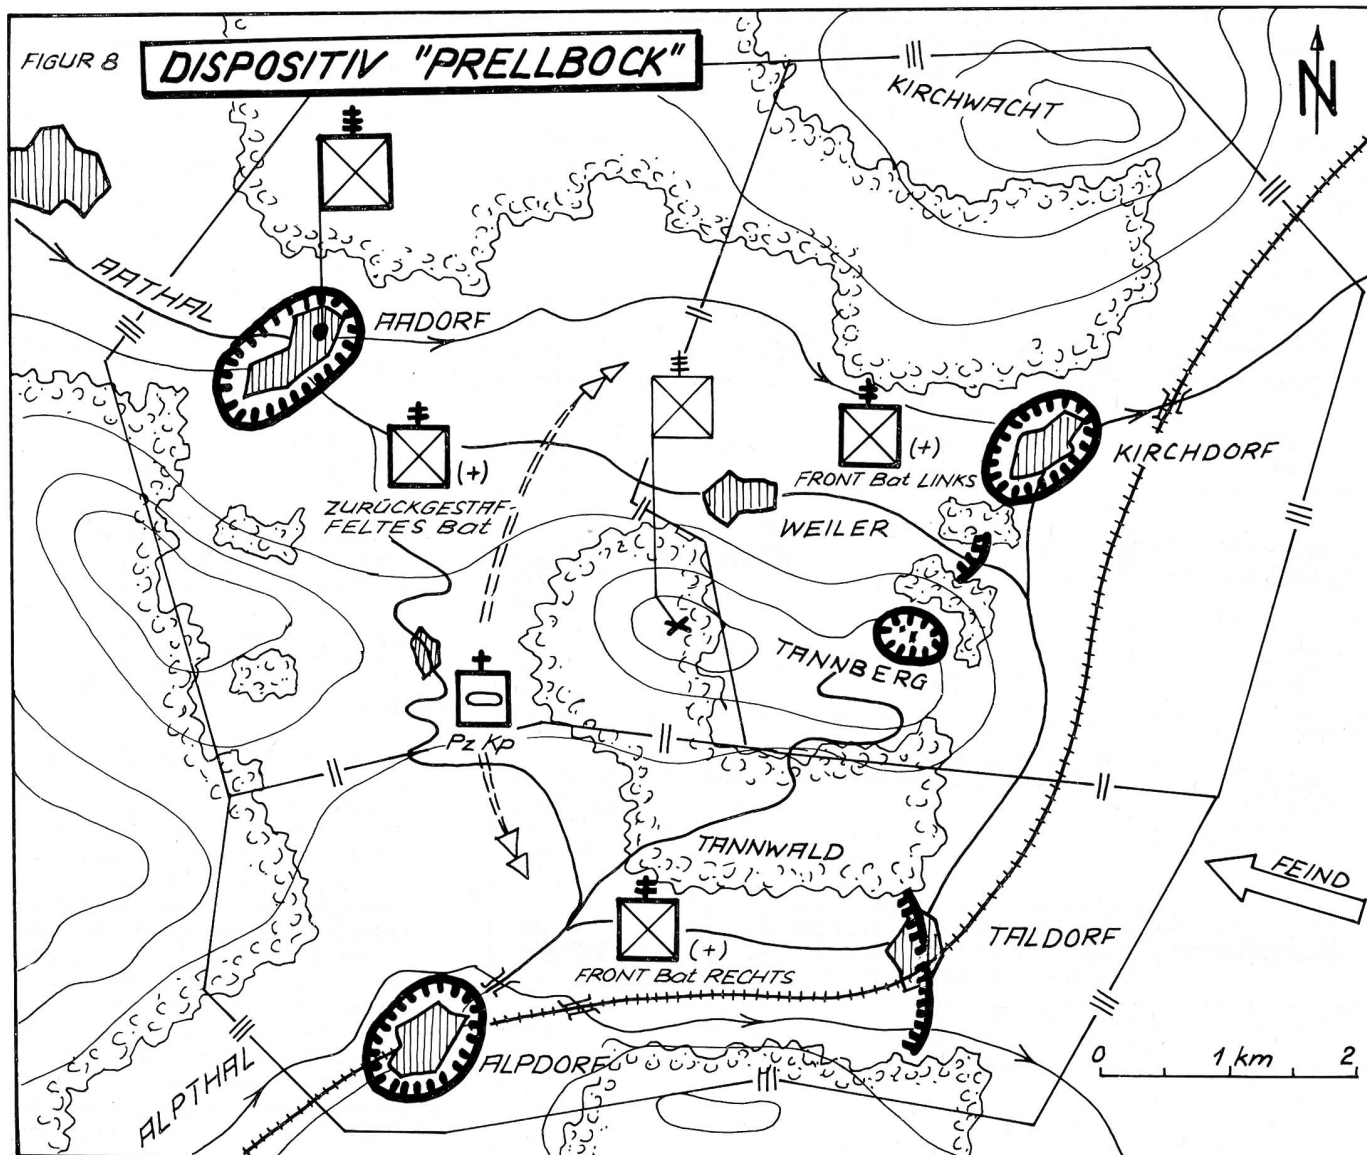 FIGUR 8
DISPOSITIV "PRELLBOCK"
KIRCHWACHT
N
AATHAL
AADORF
(+)
ZURÜCKGESTAF-
FELTES Bat
(+)
FRONT Bat LINKS
KIRCHDORF
WEILER
TANNBERG
Pz Kp
TANNWALD
FEIND
(+)
FRONT Bat RECHTS
TALDORF
ALPDORF
ALPTHAL
0 1 km 2